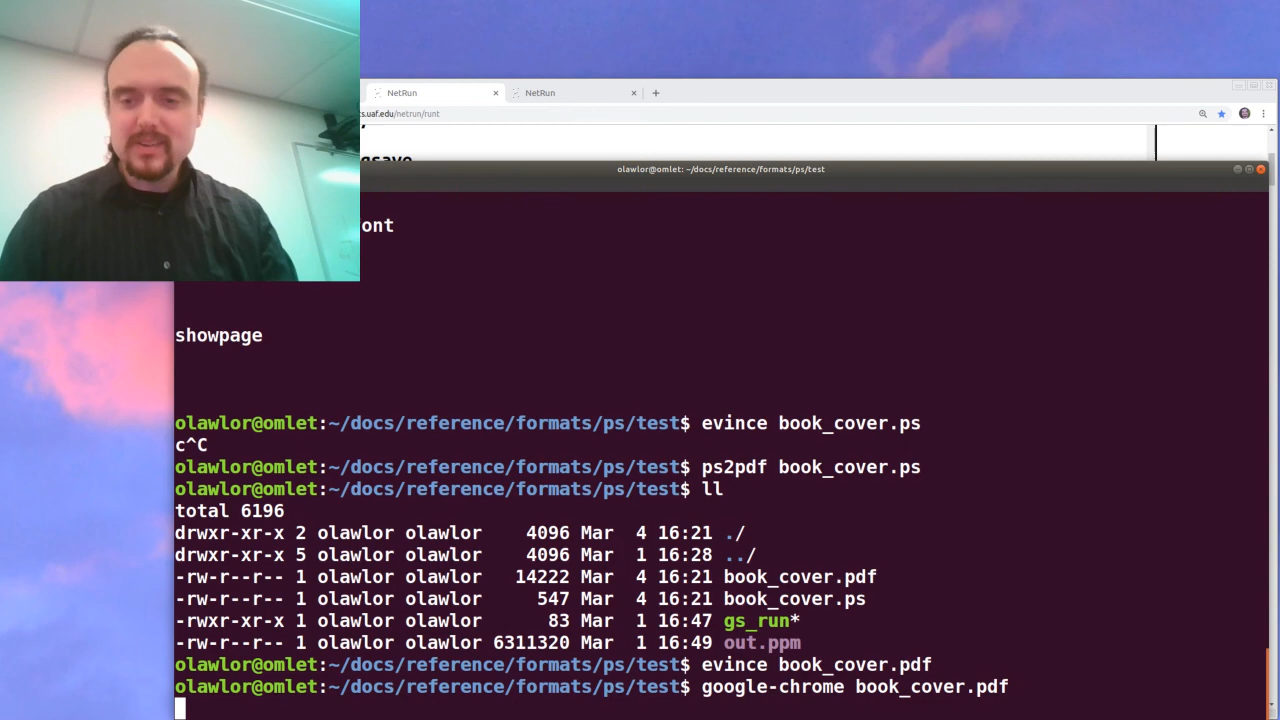 NetRun
NetRun
s.uaf.edu/netrun/runt
olawlor@omlet: ~/docs/reference/formats/ps/test
ont
showpage
olawlor@omlet:~/docs/reference/formats/ps/test$ evince book_cover.ps
c^C
olawlor@omlet:~/docs/reference/formats/ps/test$ ps2pdf book_cover.ps
olawlor@omlet:~/docs/reference/formats/ps/test$ ll
total 6196
drwxr-xr-x 2 olawlor olawlor    4096 Mar  4 16:21 ./
drwxr-xr-x 5 olawlor olawlor    4096 Mar  1 16:28 ../
-rw-r--r-- 1 olawlor olawlor   14222 Mar  4 16:21 book_cover.pdf
-rw-r--r-- 1 olawlor olawlor     547 Mar  4 16:21 book_cover.ps
-rwxr-xr-x 1 olawlor olawlor      83 Mar  1 16:47 gs_run*
-rw-r--r-- 1 olawlor olawlor 6311320 Mar  1 16:49 out.ppm
olawlor@omlet:~/docs/reference/formats/ps/test$ evince book_cover.pdf
olawlor@omlet:~/docs/reference/formats/ps/test$ google-chrome book_cover.pdf